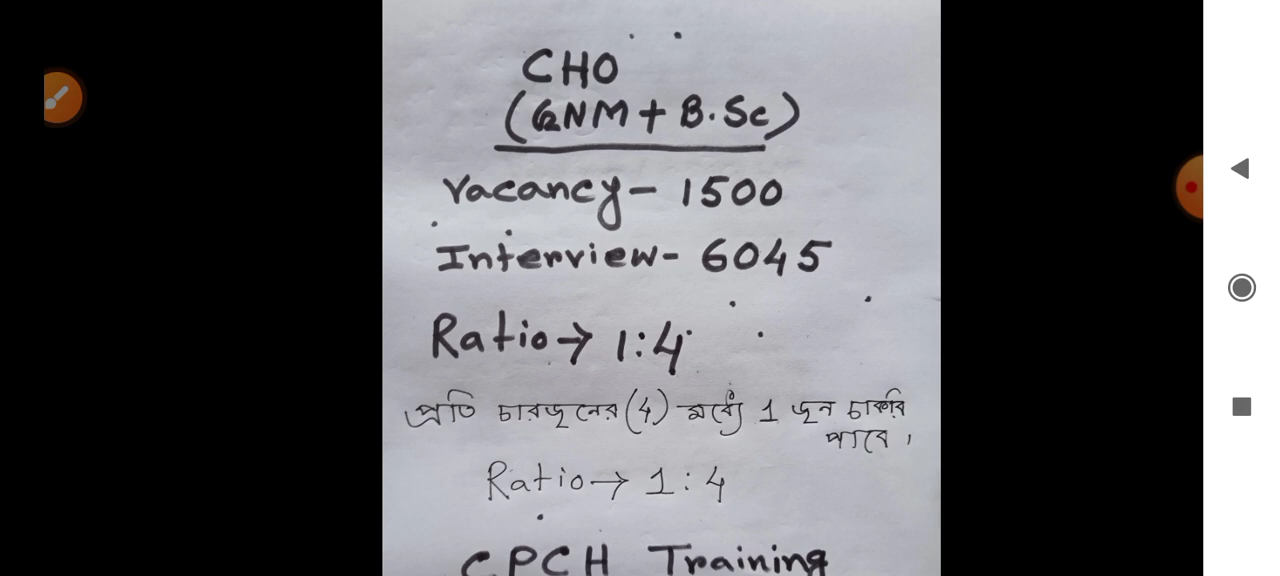 CHO
(GNM + B.Sc)
Vacancy - 1500
Interview - 6045
Ratio → 1:4
প্রতি চারজনের (4) মধ্যে 1 জন চাকরি
পাবে।
Ratio → 1:4
CPCH Training